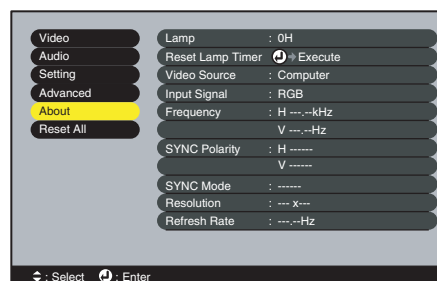 Video
Audio
Setting
Advanced
About
Reset All
Lamp : 0H
Reset Lamp Timer Execute
Video Source : Computer
Input Signal : RGB
Frequency : H ---.--kHz
V ---.--Hz
SYNC Polarity : H ------
V ------
SYNC Mode : ------
Resolution : --- x---
Refresh Rate : ---.--Hz
: Select : Enter